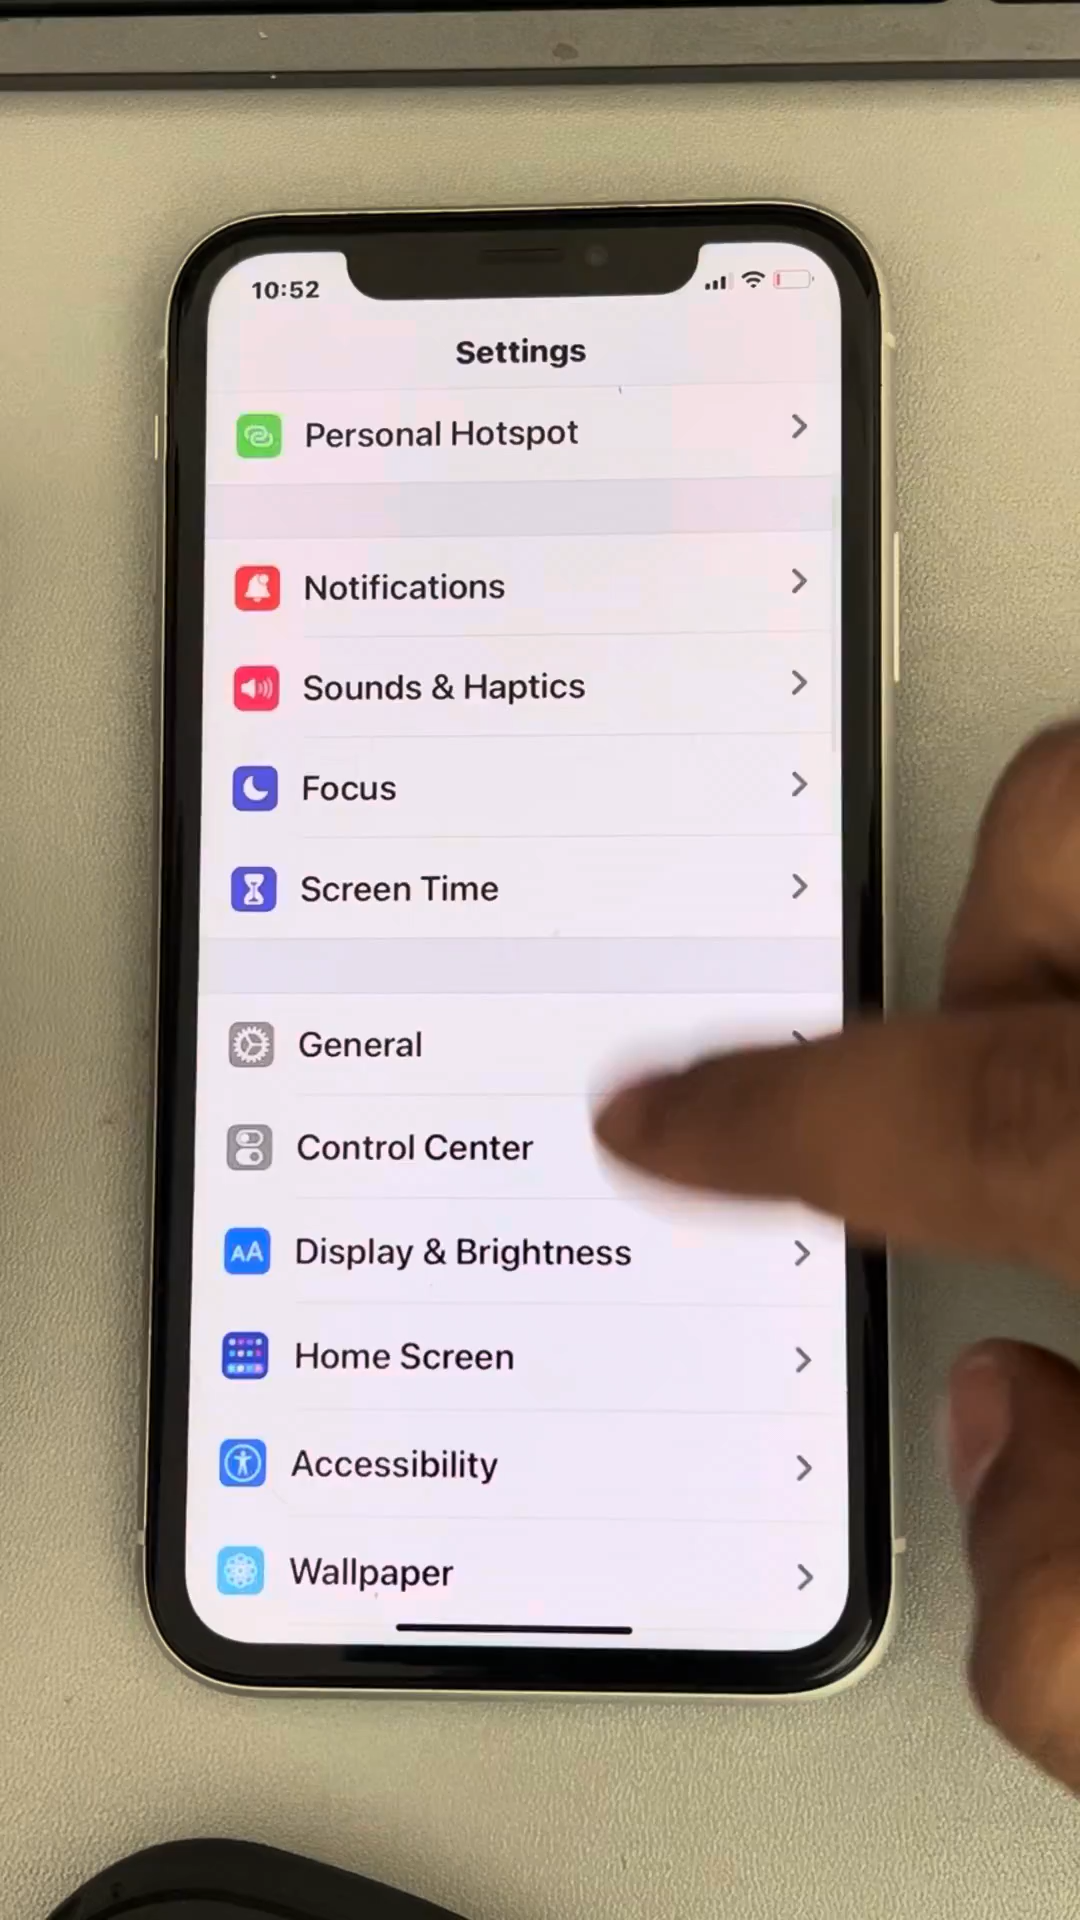 10:52
Settings
Personal Hotspot
Notifications
Sounds & Haptics
Focus
Screen Time
General
Control Center
AA Display & Brightness
Home Screen
Accessibility
Wallpaper